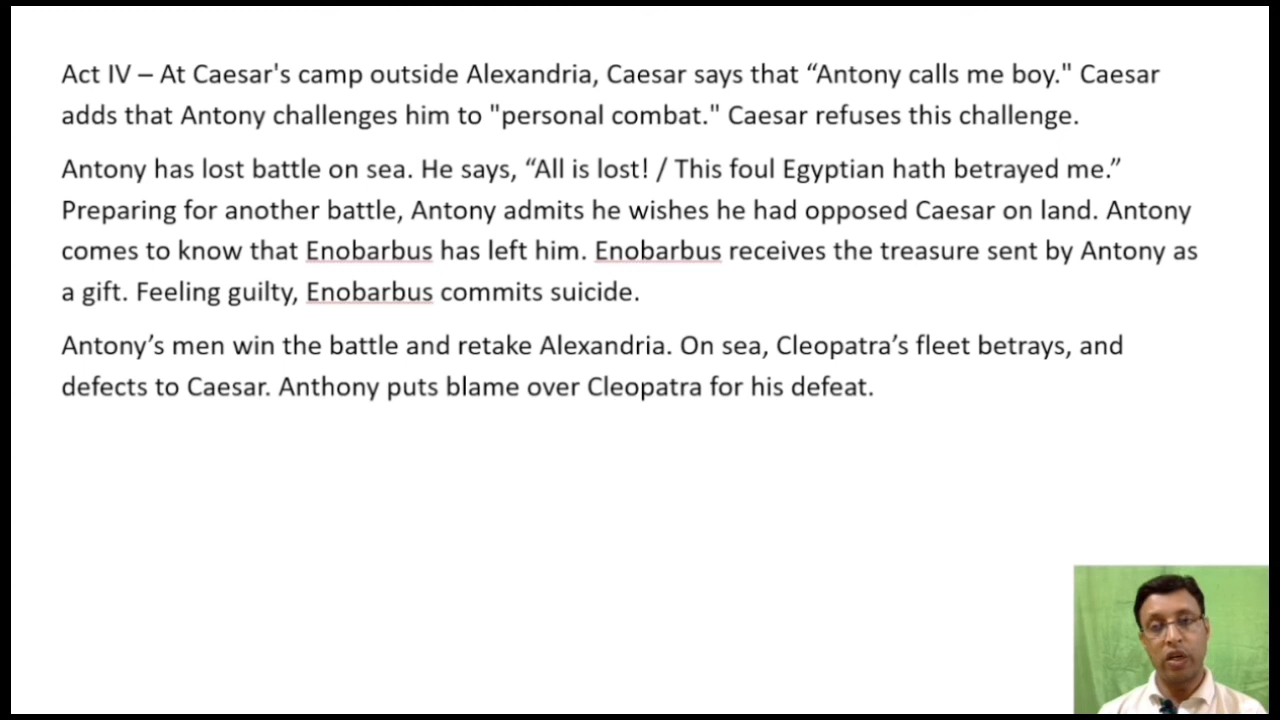 Act IV – At Caesar's camp outside Alexandria, Caesar says that “Antony calls me boy." Caesar
adds that Antony challenges him to "personal combat." Caesar refuses this challenge.
Antony has lost battle on sea. He says, “All is lost! / This foul Egyptian hath betrayed me.”
Preparing for another battle, Antony admits he wishes he had opposed Caesar on land. Antony
comes to know that Enobarbus has left him. Enobarbus receives the treasure sent by Antony as
a gift. Feeling guilty, Enobarbus commits suicide.
Antony’s men win the battle and retake Alexandria. On sea, Cleopatra’s fleet betrays, and
defects to Caesar. Anthony puts blame over Cleopatra for his defeat.